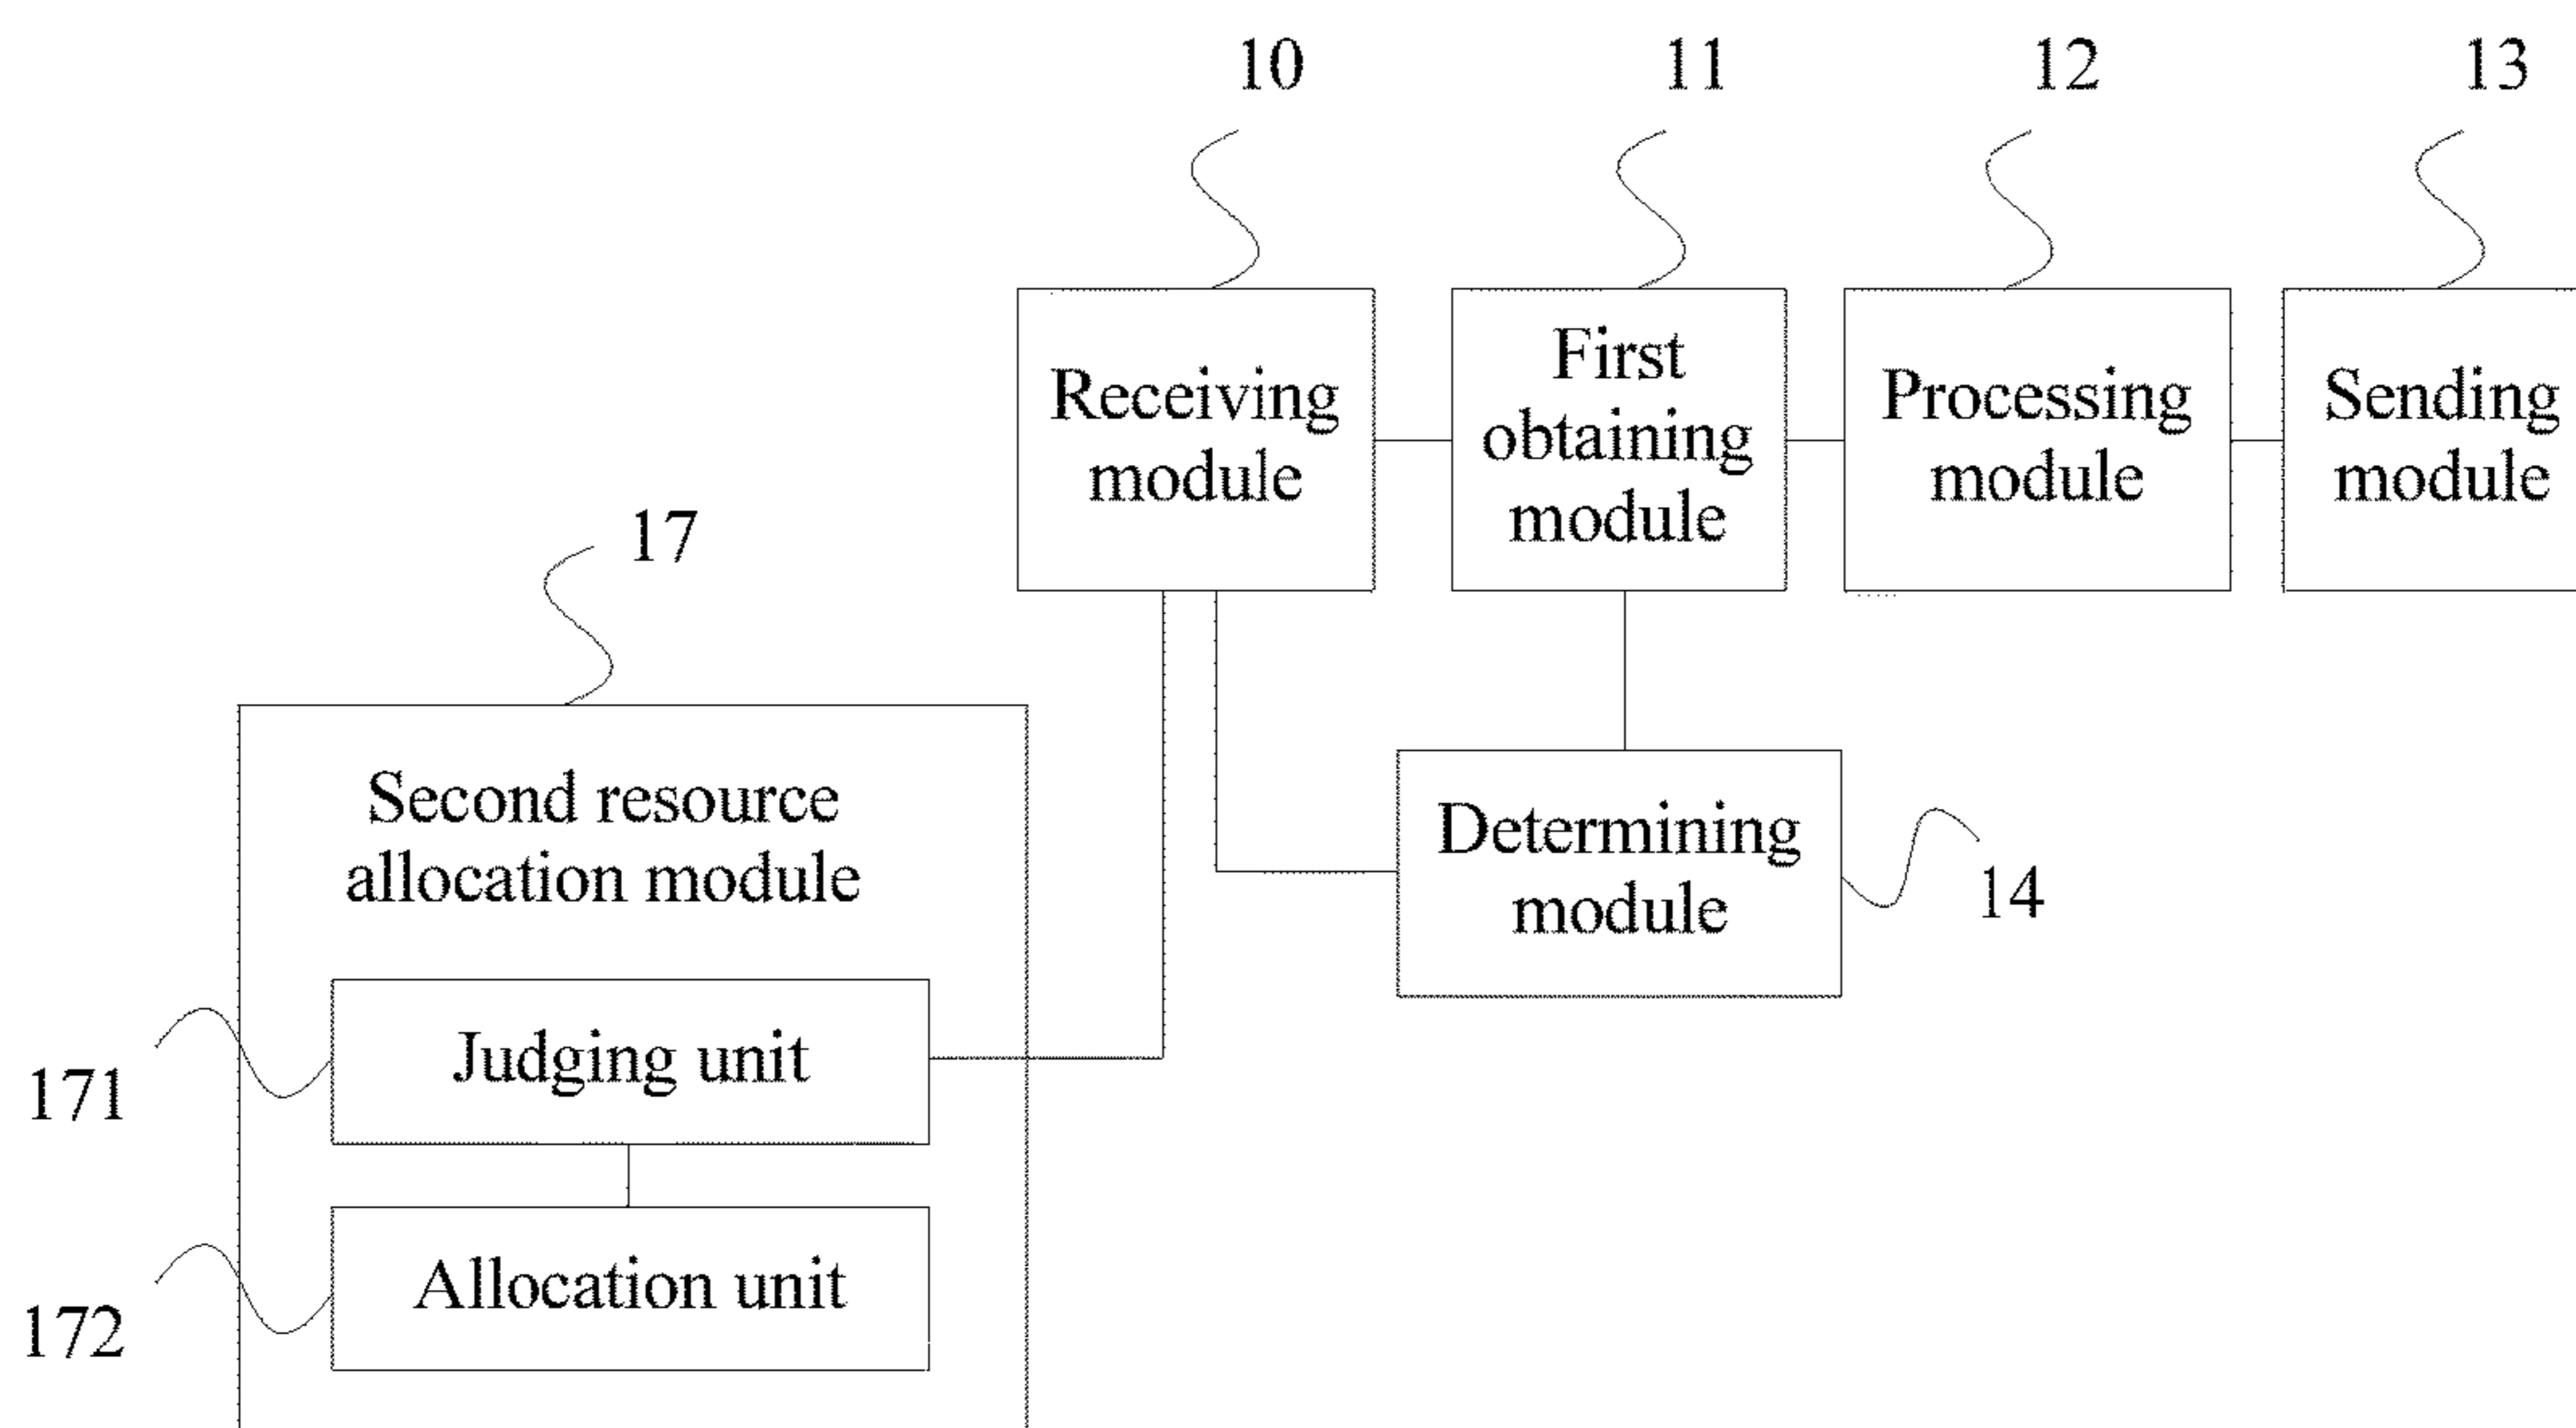 10
11
12
13
Receiving
module
First
obtaining
module
Processing
module
Sending
module
17
Second resource
allocation module
Determining
module
14
Judging unit
171
Allocation unit
172